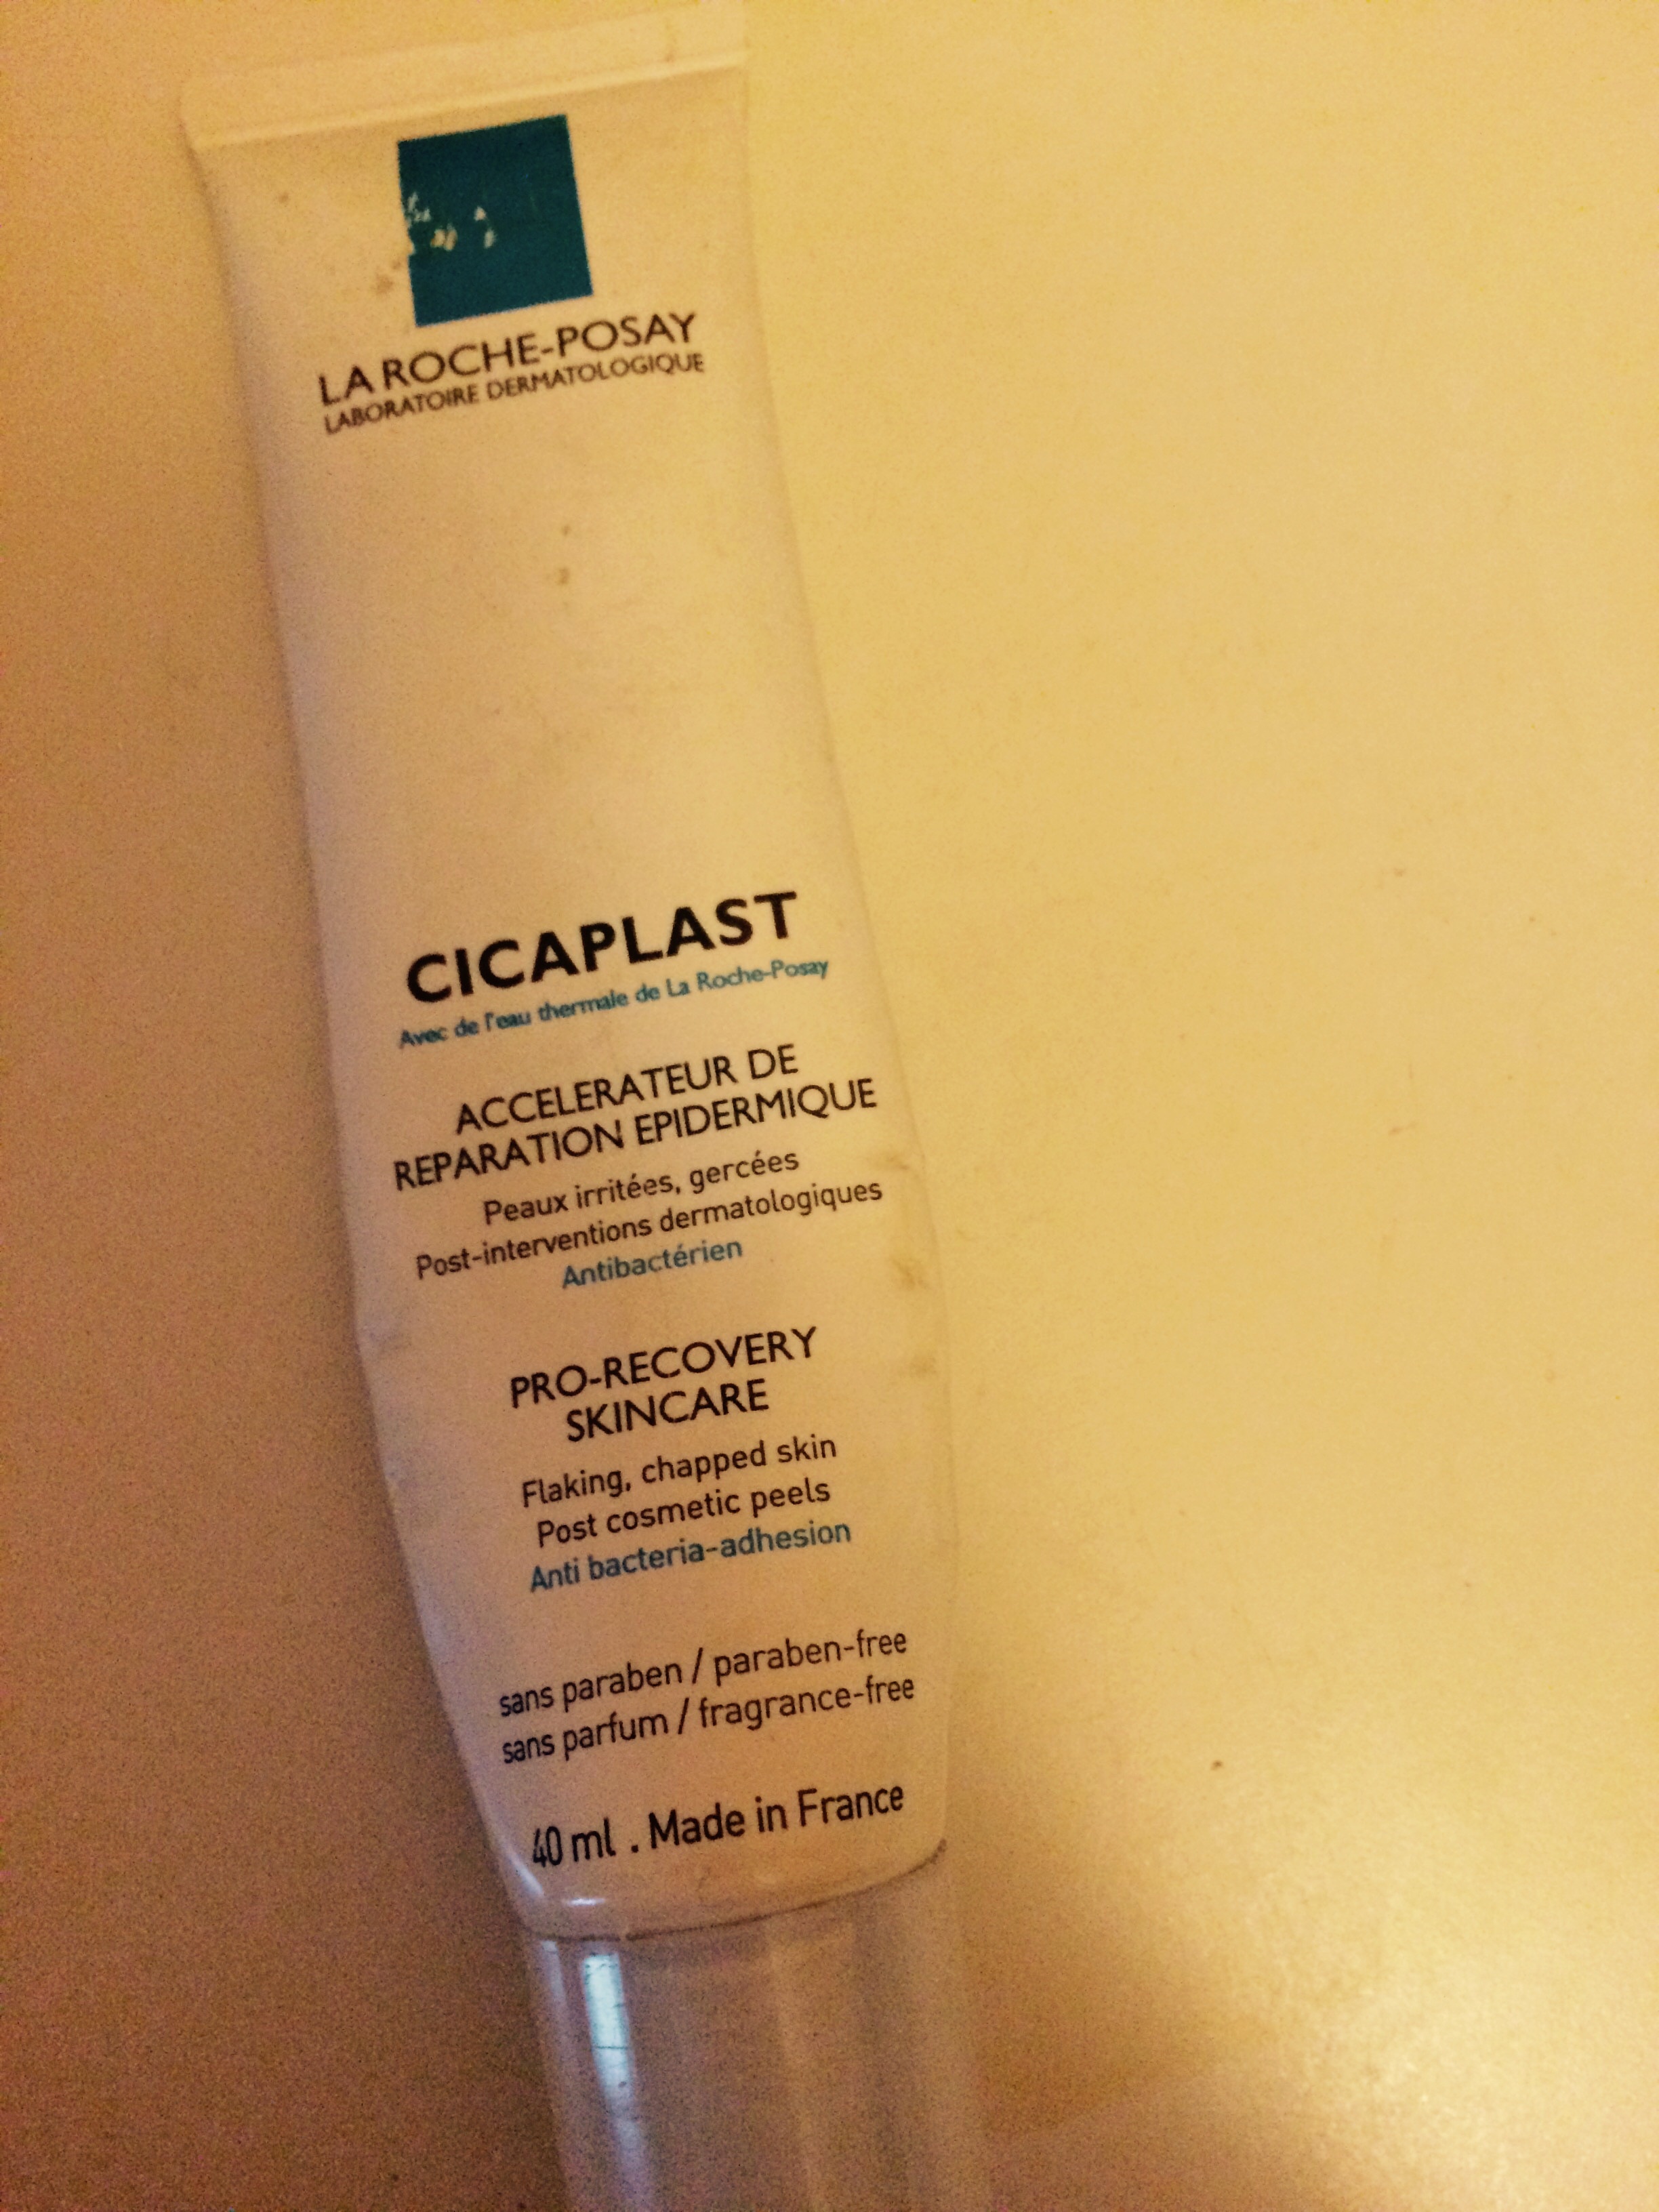 LA ROCHE-POSAY
LABORATOIRE DERMATOLOGIQUE
CICAPLAST
Avec de l'eau thermale de La Roche-Posay
ACCELERATEUR DE
REPARATION EPIDERMIQUE
Peaux irritées, gercées
Post-interventions dermatologiques
Antibactérien
PRO-RECOVERY
SKINCARE
Flaking, chapped skin
Post cosmetic peels
Anti bacteria-adhesion
sans paraben / paraben-free
sans parfum / fragrance-free
40 ml . Made in France